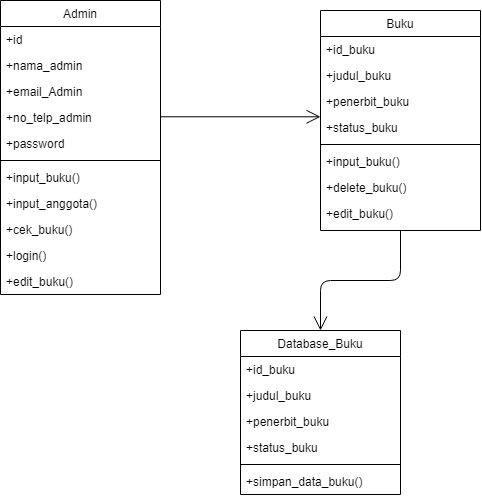 Admin
+id
+nama_admin
+email_Admin
+no_telp_admin
+password
+input_buku()
+input_anggota()
+cek_buku()
+login()
+edit_buku()
Buku
+id_buku
+judul_buku
+penerbit_buku
+status_buku
+input_buku()
+delete_buku()
+edit_buku()
Database_Buku
+id_buku
+judul_buku
+penerbit_buku
+status_buku
+simpan_data_buku()